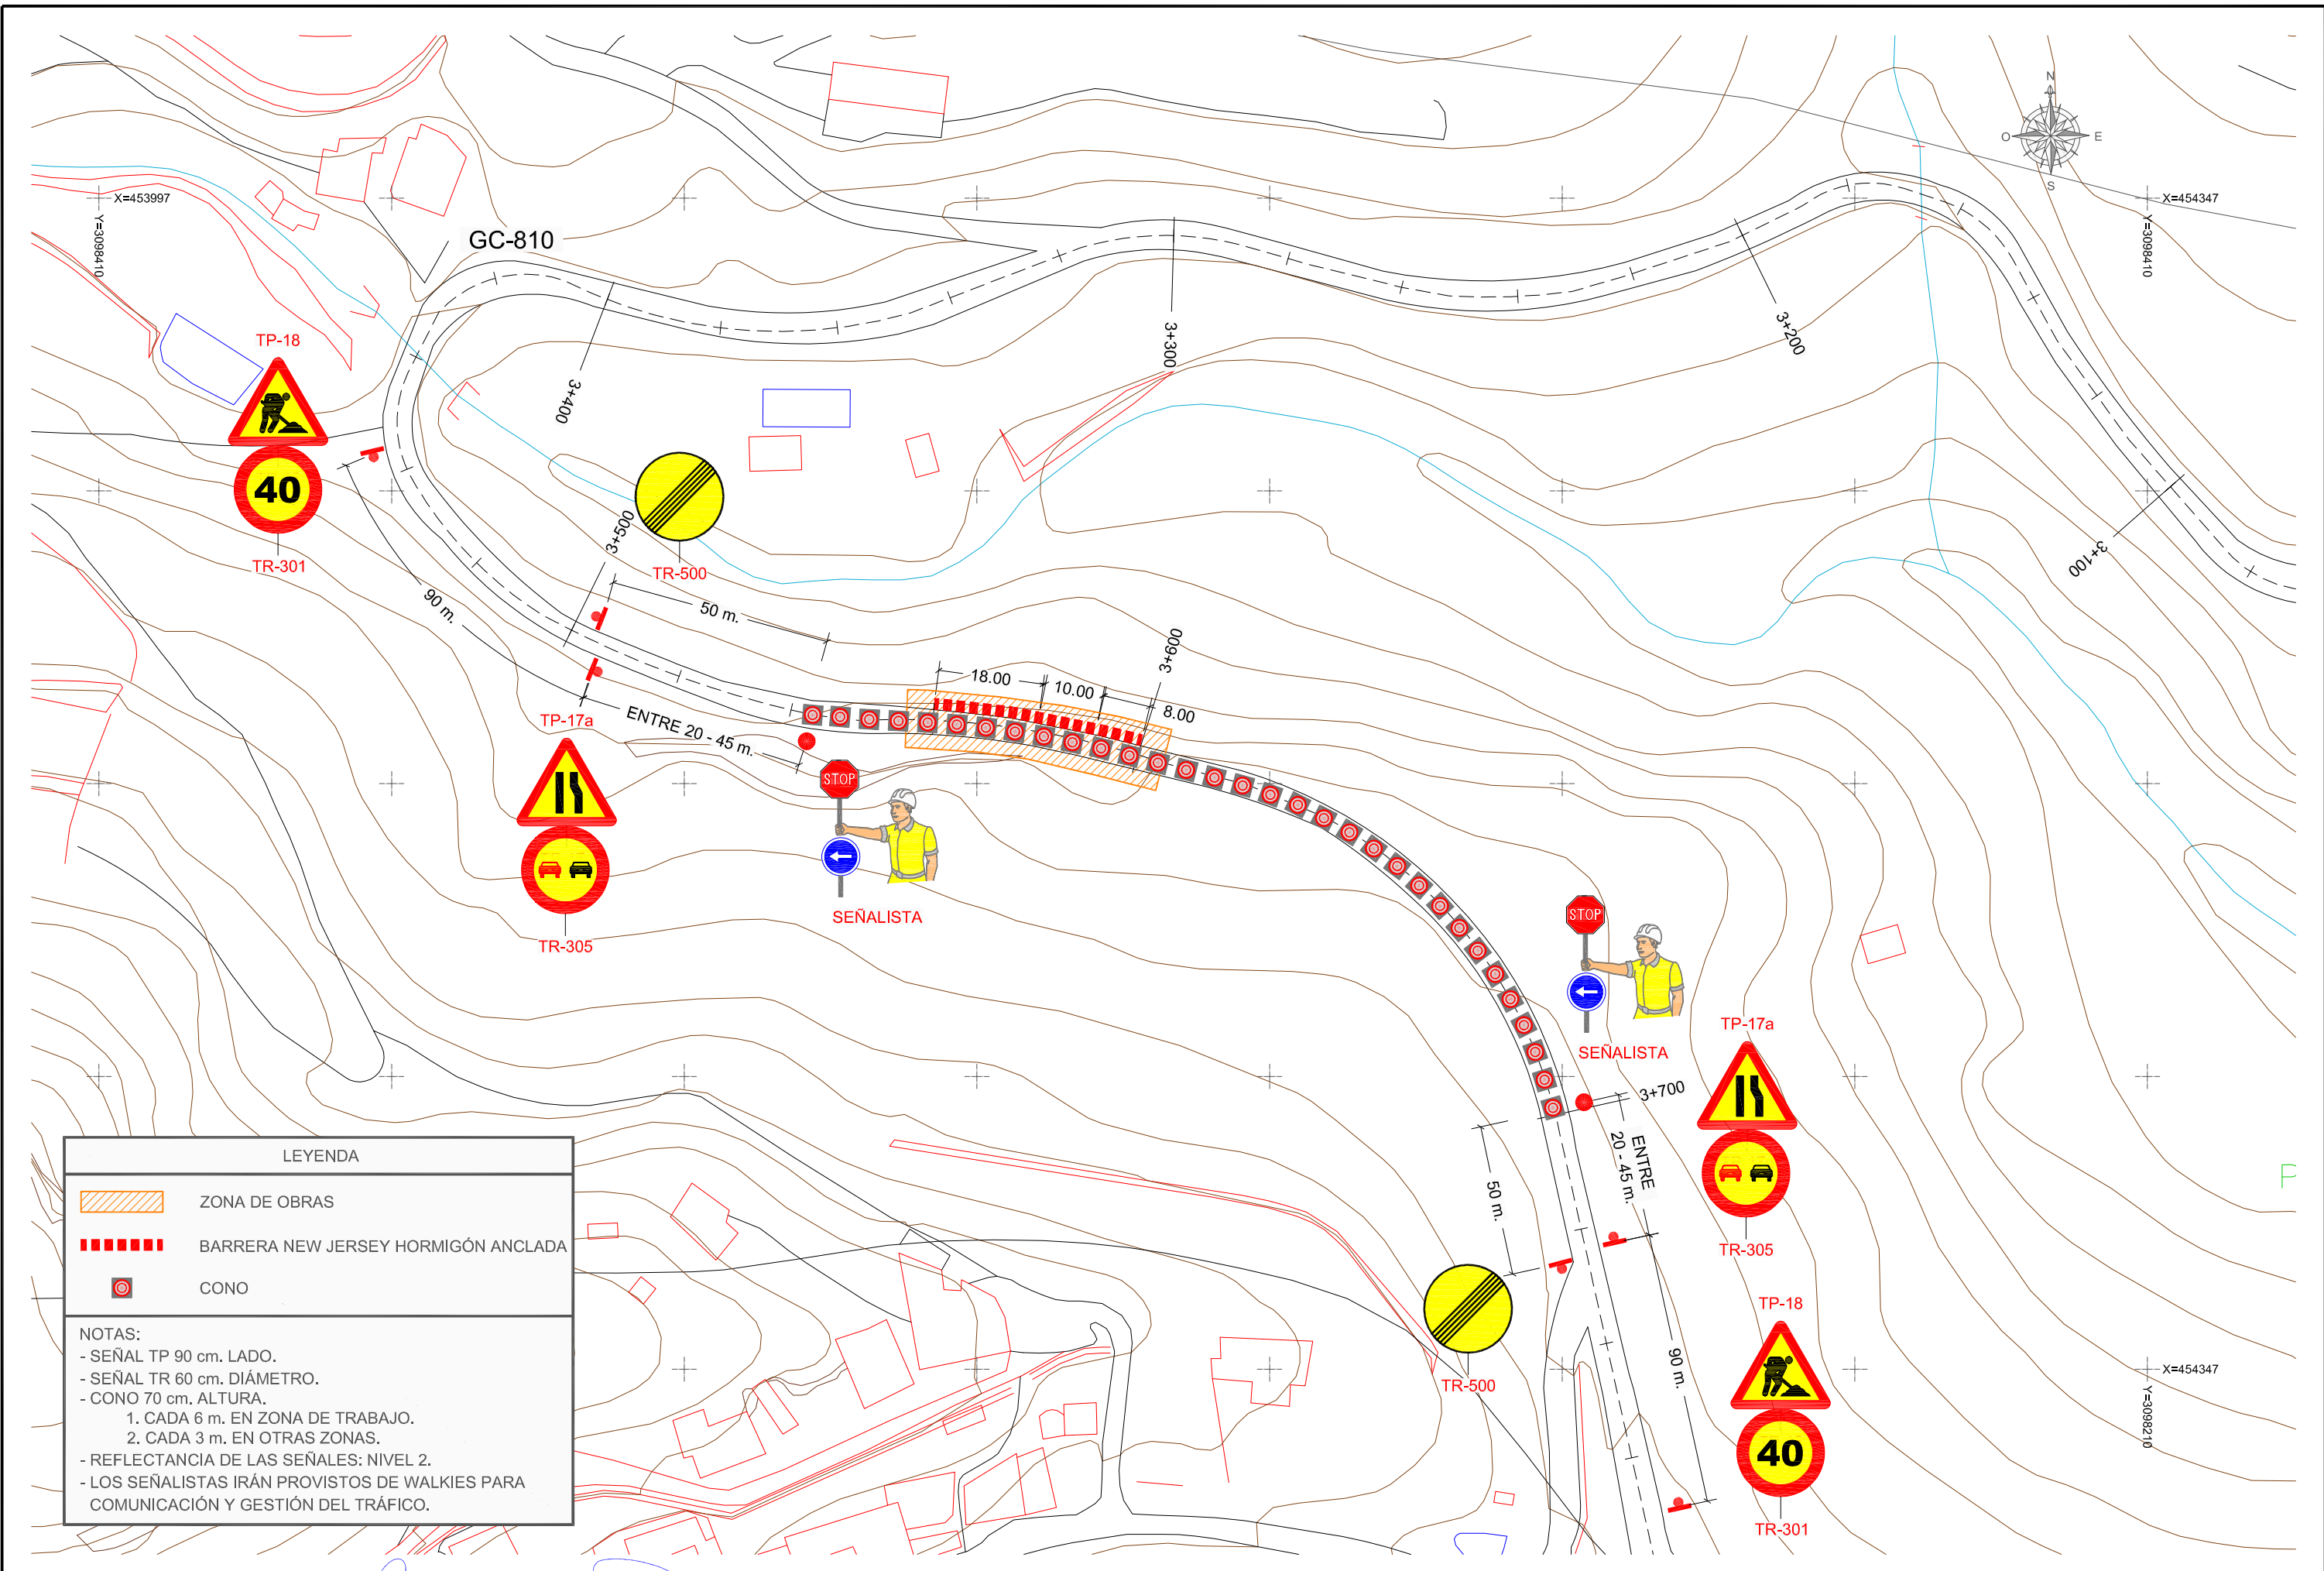 N
O
E
S
X=453997
Y=3098410
X=454347
Y=3098410
GC-810
3+200
3+300
TP-18
3+400
40
TR-301
3+500
TR-500
3+100
90 m.
50 m.
3+600
18.00
10.00
8.00
ENTRE 20 - 45 m.
TP-17a
STOP
SEÑALISTA
TR-305
STOP
SEÑALISTA
TP-17a
3+700
ENTRE
20 - 45 m.
50 m.
TR-305
TP-18
90 m.
TR-500
40
TR-301
X=454347
Y=3098210
P
LEYENDA
ZONA DE OBRAS
BARRERA NEW JERSEY HORMIGÓN ANCLADA
CONO
NOTAS:
- SEÑAL TP 90 cm. LADO.
- SEÑAL TR 60 cm. DIÁMETRO.
- CONO 70 cm. ALTURA.
1. CADA 6 m. EN ZONA DE TRABAJO.
2. CADA 3 m. EN OTRAS ZONAS.
- REFLECTANCIA DE LAS SEÑALES: NIVEL 2.
- LOS SEÑALISTAS IRÁN PROVISTOS DE WALKIES PARA
COMUNICACIÓN Y GESTIÓN DEL TRÁFICO.